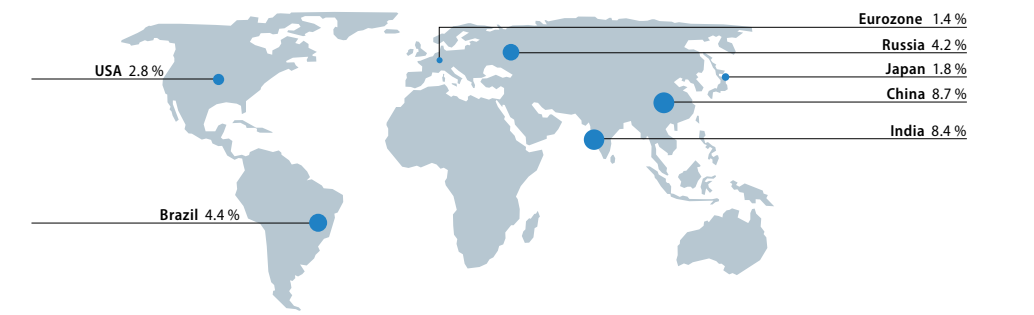 Eurozone 1.4 %
Russia 4.2 %
USA 2.8 %
Japan 1.8 %
China 8.7 %
India 8.4 %
Brazil 4.4 %